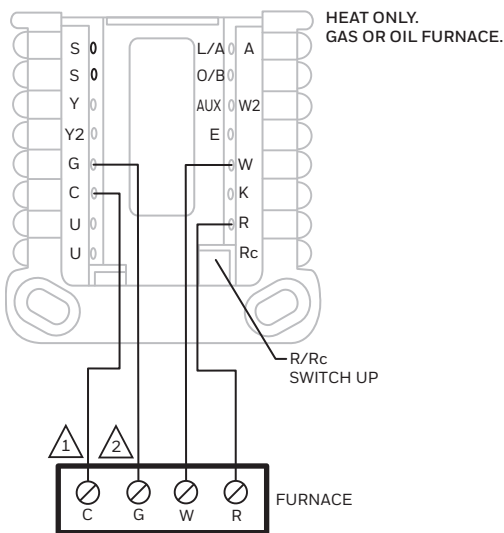 HEAT ONLY.
GAS OR OIL FURNACE.
S L/A A
S O/B
Y AUX W2
Y2 E
G W
C K
U R
U Rc
R/Rc
SWITCH UP
1 2
C G W R
FURNACE